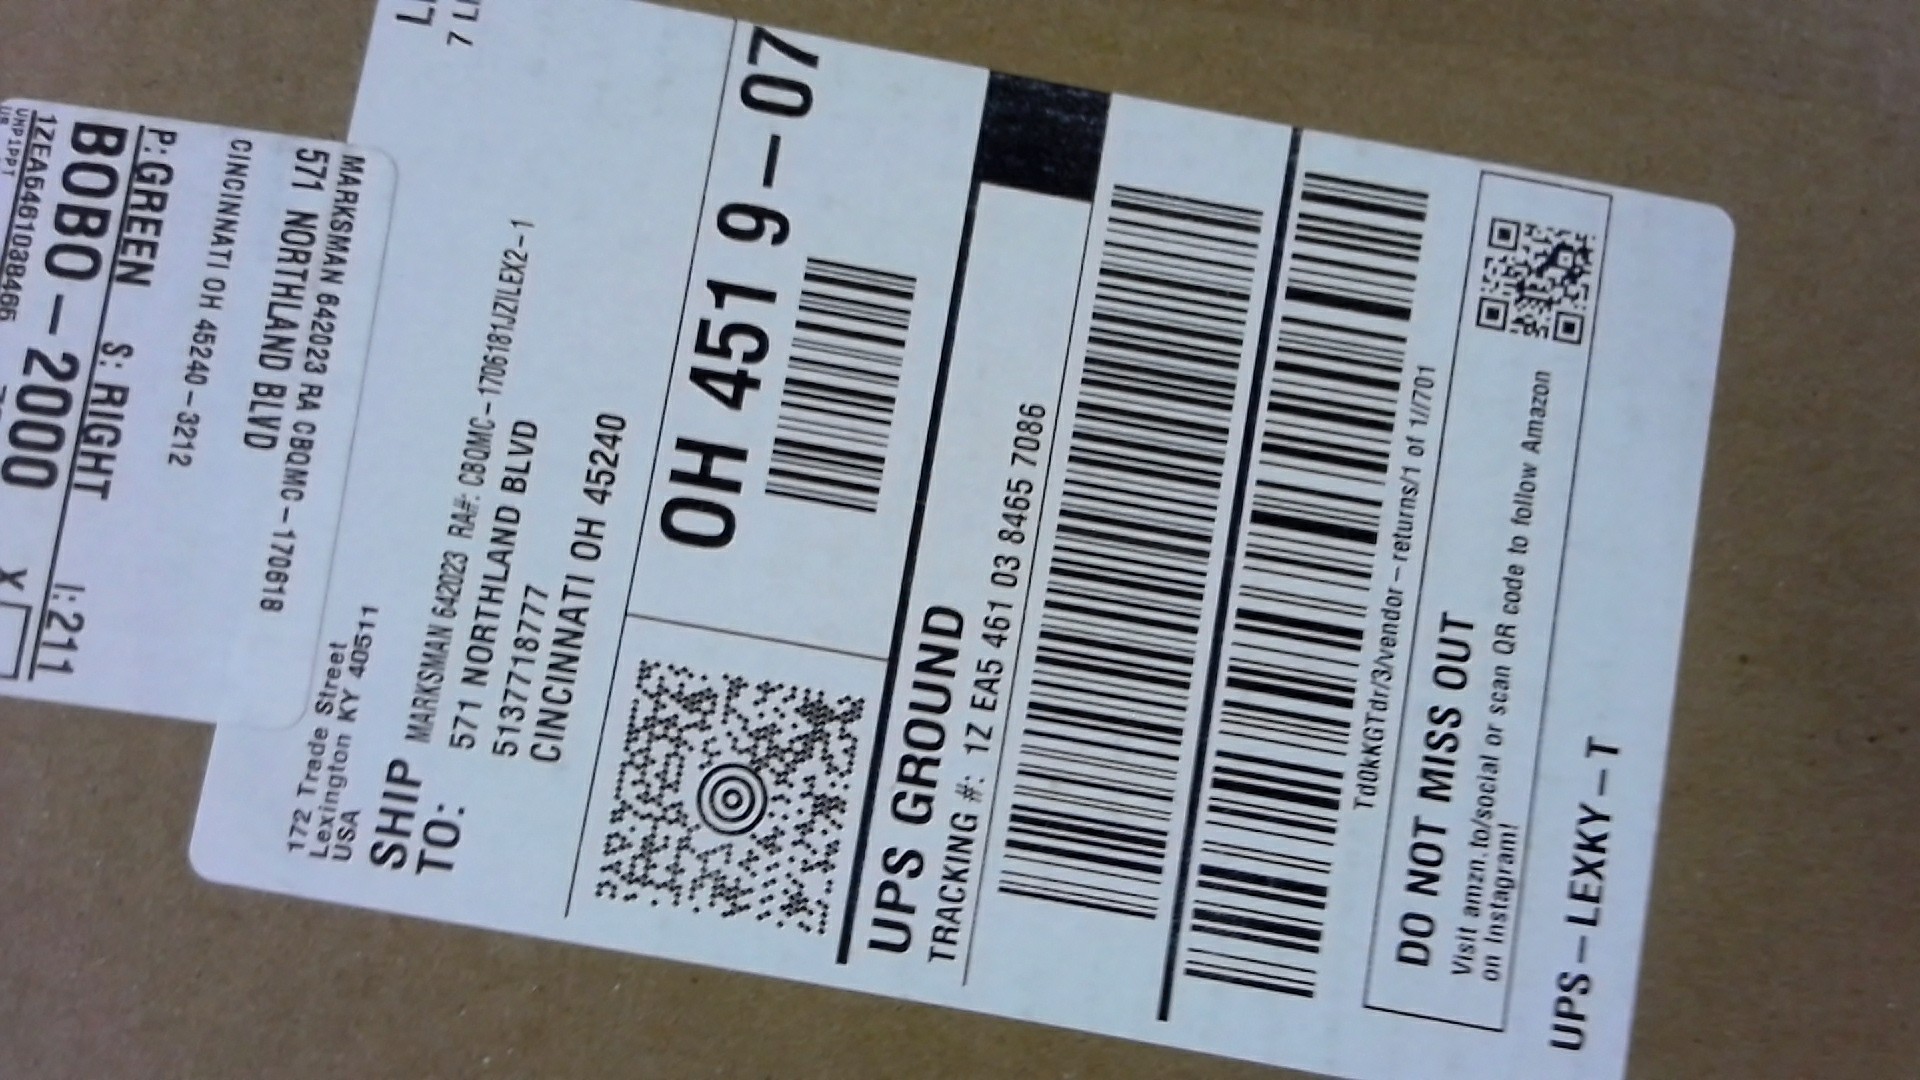 172 Trade Street
Lexington KY 40511
USA
SHIP
TO:
MARKSMAN 642023 RA#: CBQMC-1706181JZILEX2-1
571 NORTHLAND BLVD
5137718777
CINCINNATI OH 45240
OH 451 9-07
UPS GROUND
TRACKING #: 1Z EA5 461 03 8465 7086
Td0kKGTdr/3/vendor-returns/1 of 1//701
DO NOT MISS OUT
Visit amzn.to/social or scan QR code to follow Amazon
on Instagram!
UPS-LEXKY-T
MARKSMAN 642023 RA CBQMC-170618
571 NORTHLAND BLVD
CINCINNATI OH 45240-3212
P:GREEN S:RIGHT I:211
BOBO-2000
X